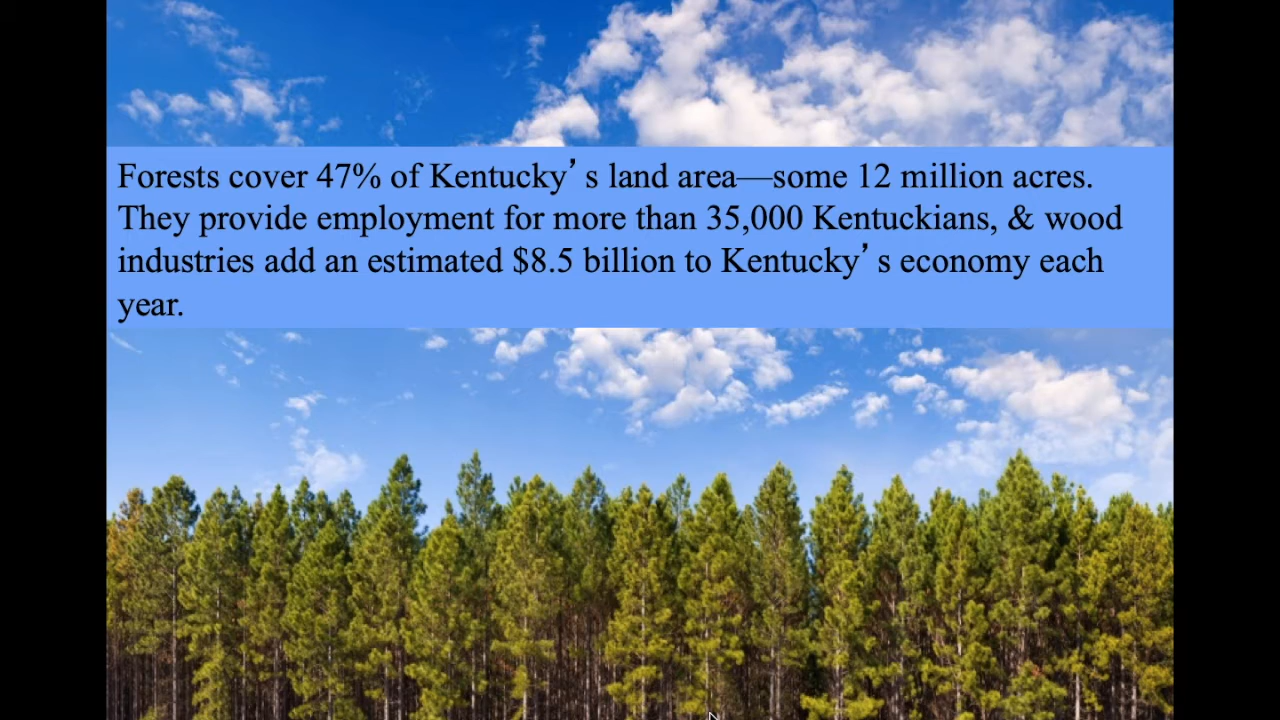 Forests cover 47% of Kentucky’s land area—some 12 million acres.
They provide employment for more than 35,000 Kentuckians, & wood
industries add an estimated $8.5 billion to Kentucky’s economy each
year.